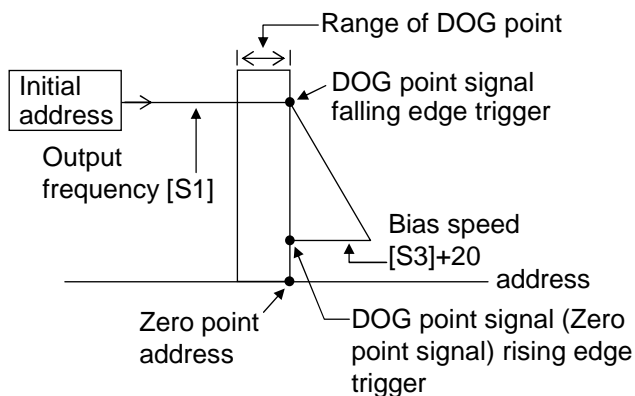 Range of DOG point
Initial
address
DOG point signal
falling edge trigger
Output
frequency [S1]
Bias speed
[S3]+20
address
Zero point
address
DOG point signal (Zero
point signal) rising edge
trigger